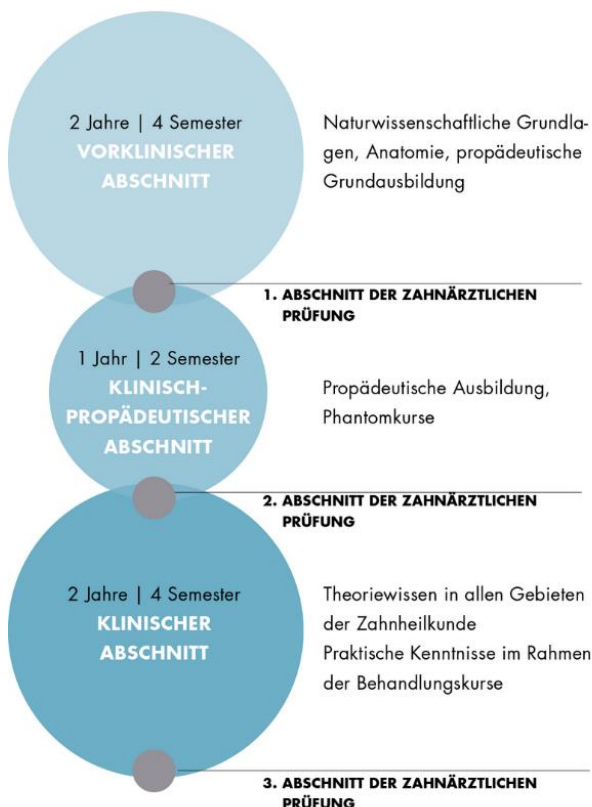 2 Jahre | 4 Semester
VORKLINISCHER
ABSCHNITT
Naturwissenschaftliche Grundla-
gen, Anatomie, propädeutische
Grundausbildung
1. ABSCHNITT DER ZAHNÄRZTLICHEN
PRÜFUNG
1 Jahr | 2 Semester
KLINISCH-
PROPÄDEUTISCHER
ABSCHNITT
Propädeutische Ausbildung,
Phantomkurse
2. ABSCHNITT DER ZAHNÄRZTLICHEN
PRÜFUNG
2 Jahre | 4 Semester
KLINISCHER
ABSCHNITT
Theoriewissen in allen Gebieten
der Zahnheilkunde
Praktische Kenntnisse im Rahmen
der Behandlungskurse
3. ABSCHNITT DER ZAHNÄRZTLICHEN
PRÜFUNG